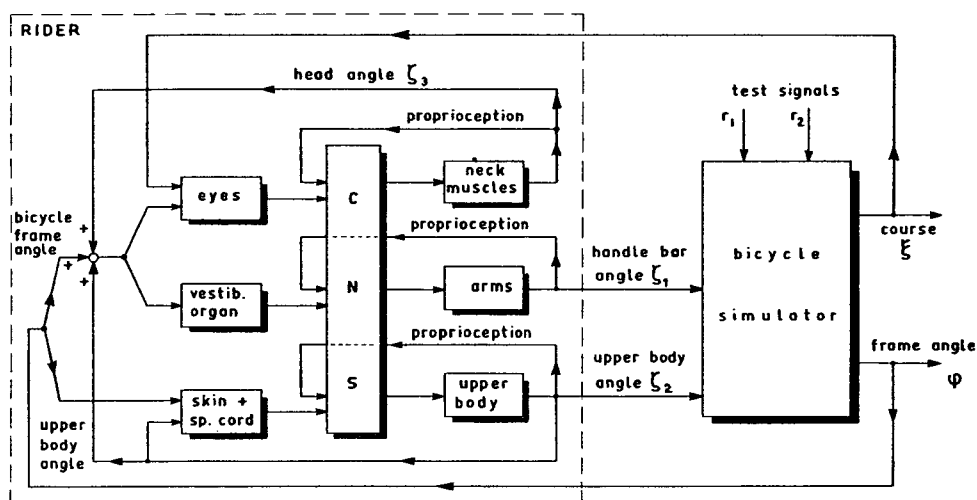 RIDER
head angle ζ₃
proprioception
test signals
r₁ r₂
eyes
C
neck
muscles
bicycle
frame
angle
+
+
+
proprioception
course
ξ
handle bar
angle ζ₁
bicycle
simulator
vestib.
organ
N
arms
proprioception
frame angle
φ
upper body
angle ζ₂
skin +
sp. cord
S
upper
body
upper
body
angle